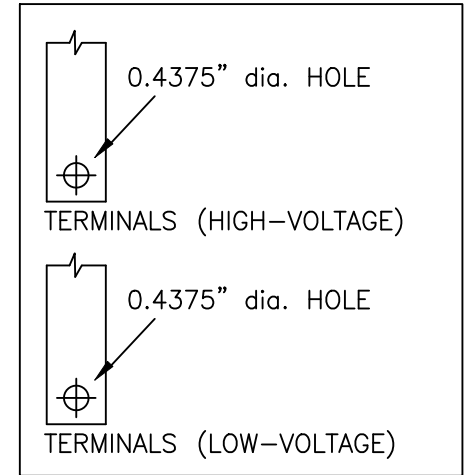 0.4375" dia. HOLE
TERMINALS (HIGH-VOLTAGE)
0.4375" dia. HOLE
TERMINALS (LOW-VOLTAGE)